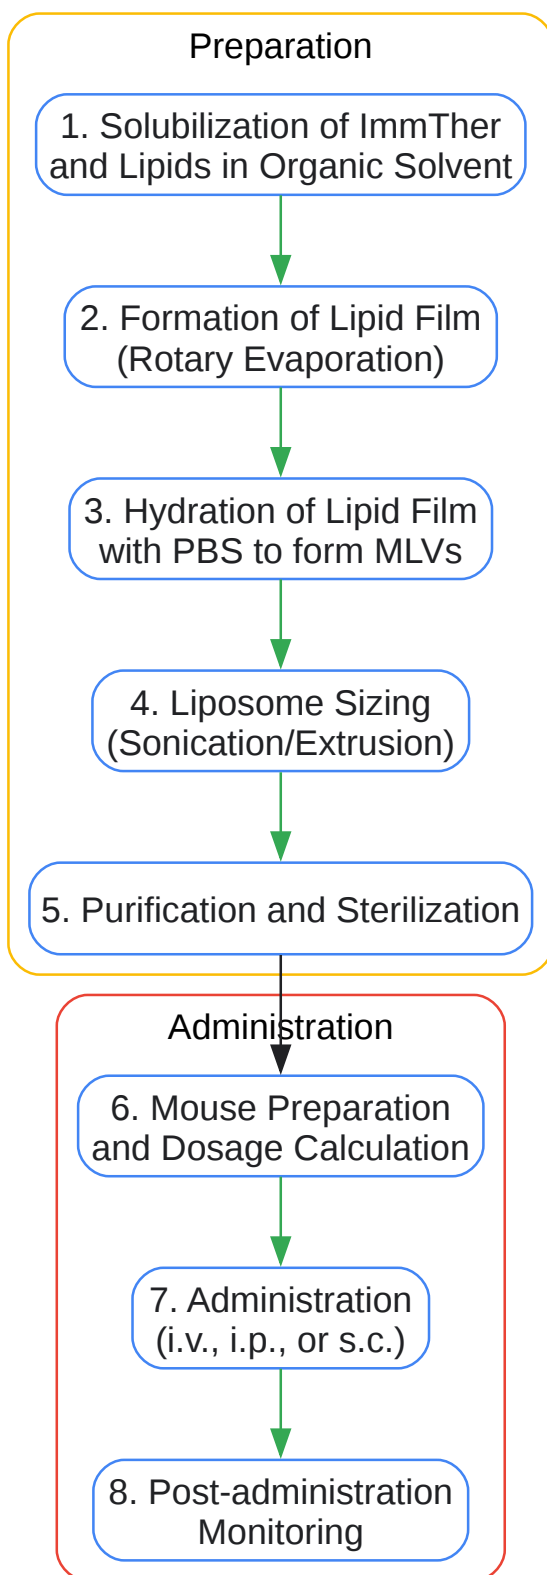 Preparation
1. Solubilization of ImmTher
and Lipids in Organic Solvent
2. Formation of Lipid Film
(Rotary Evaporation)
3. Hydration of Lipid Film
with PBS to form MLVs
4. Liposome Sizing
(Sonication/Extrusion)
5. Purification and Sterilization
Administration
6. Mouse Preparation
and Dosage Calculation
7. Administration
(i.v., i.p., or s.c.)
8. Post-administration
Monitoring